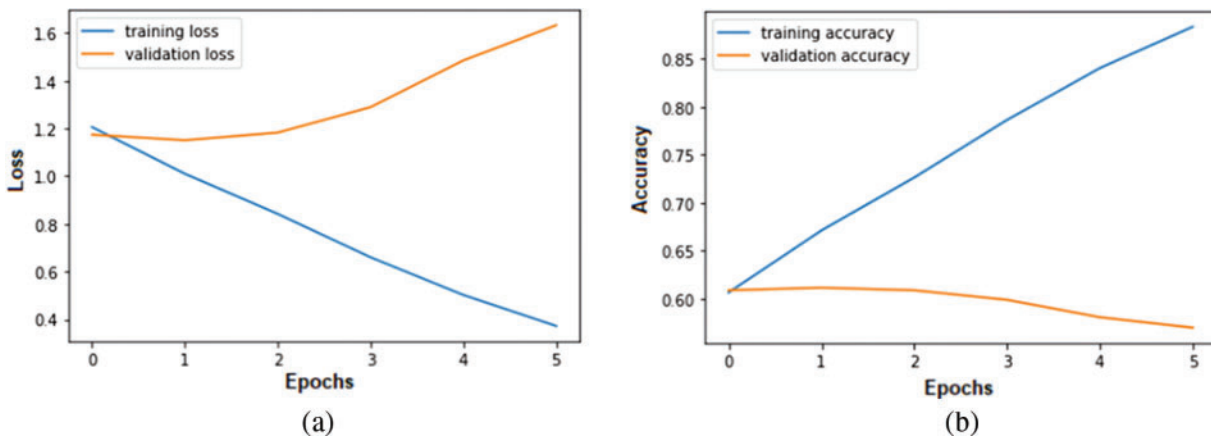 training loss
validation loss
1.6
1.4
1.2
1.0
0.8
0.6
0.4
Loss
0 1 2 3 4 5
Epochs
(a)
training accuracy
validation accuracy
0.85
0.80
0.75
0.70
0.65
0.60
Accuracy
0 1 2 3 4 5
Epochs
(b)